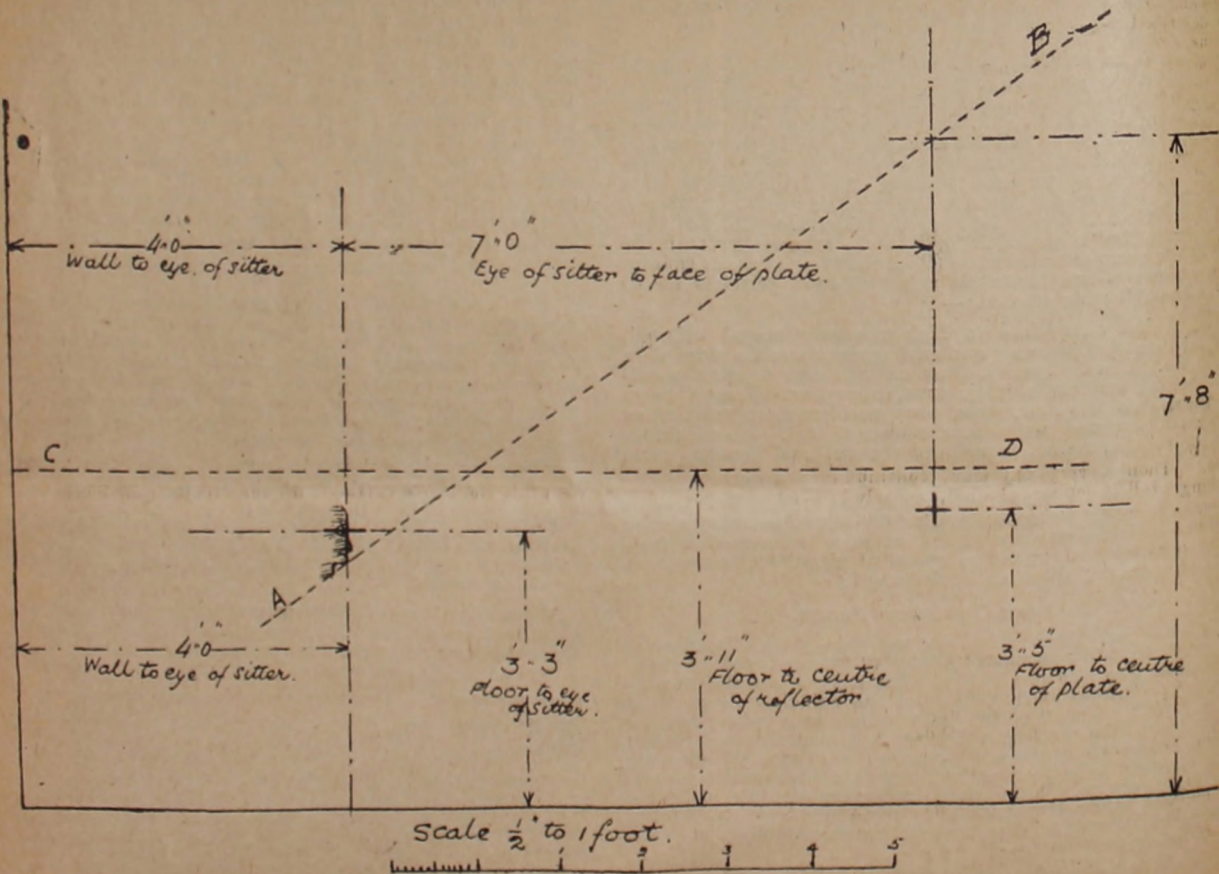 B
4'.0"
Wall to eye of sitter
7'.0"
Eye of sitter to face of plate.
7'.8"
C
D
A
4'.0"
Wall to eye of sitter.
3'-3"
Floor to eye
of sitter.
3'-11"
Floor to centre
of reflector
3'-5"
Floor to centre
of plate.
Scale 1/2" to 1 foot.
1 2 3 4 5